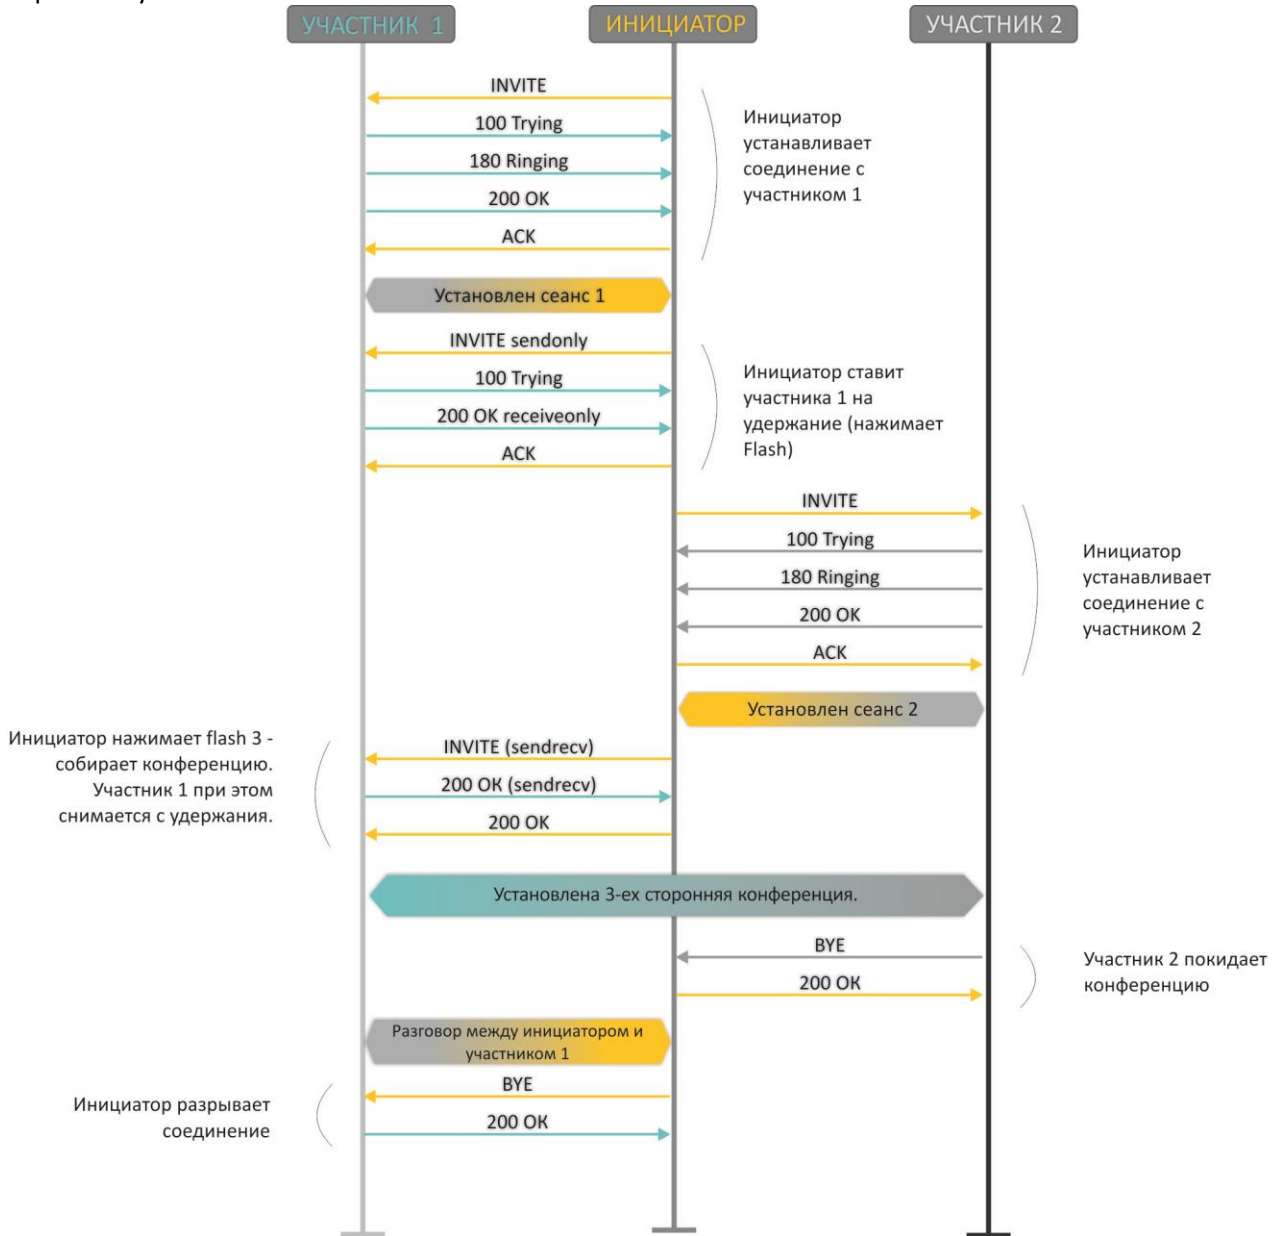 УЧАСТНИК 1
ИНИЦИАТОР
УЧАСТНИК 2
INVITE
100 Trying
180 Ringing
200 OK
ACK
Инициатор
устанавливает
соединение с
участником 1
Установлен сеанс 1
INVITE sendonly
100 Trying
200 OK receiveonly
ACK
Инициатор ставит
участника 1 на
удержание (нажимает
Flash)
INVITE
100 Trying
180 Ringing
200 OK
ACK
Инициатор
устанавливает
соединение с
участником 2
Установлен сеанс 2
Инициатор нажимает flash 3 -
собирает конференцию.
Участник 1 при этом
снимается с удержания.
INVITE (sendrecv)
200 OK (sendrecv)
200 OK
Установлена 3-ех сторонняя конференция.
BYE
200 OK
Участник 2 покидает
конференцию
Разговор между инициатором и
участником 1
BYE
200 OK
Инициатор разрывает
соединение